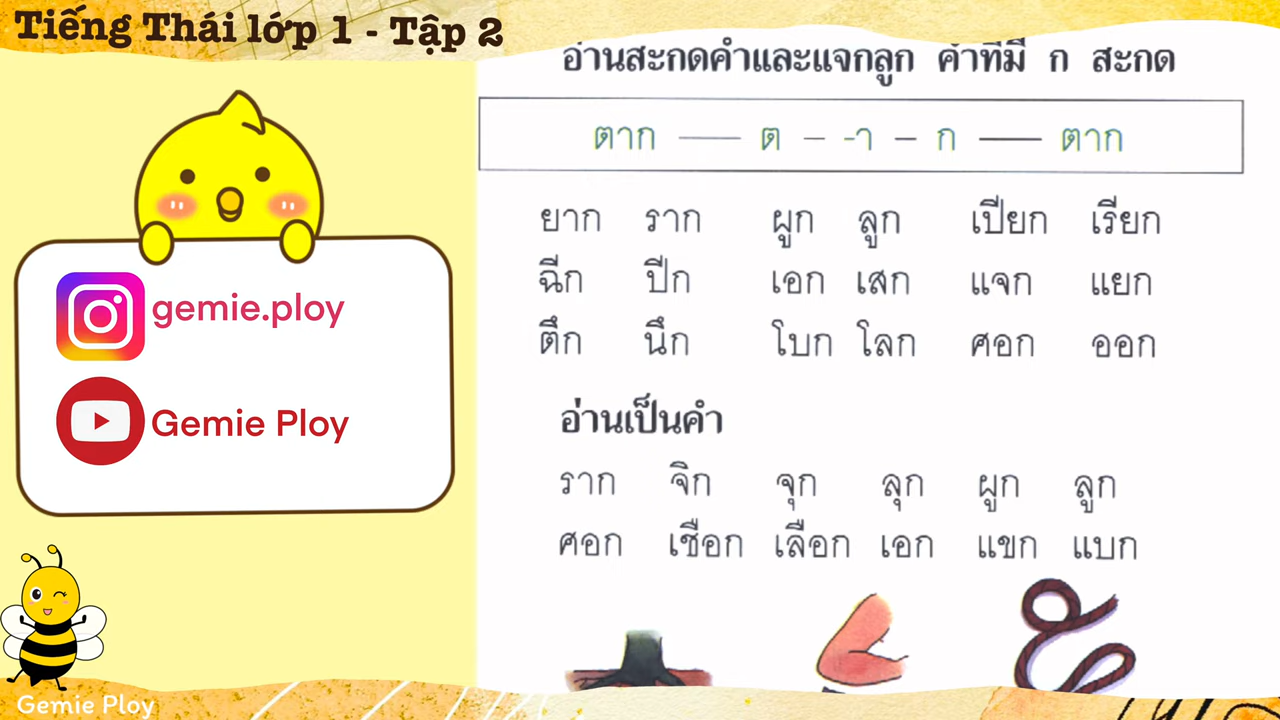 Tiếng Thái lớp 1 - Tập 2
อ่านสะกดคำและแจกลูก คำที่มี ก สะกด
ตาก — ต – -า – ก — ตาก
ยาก ราก ผูก ลูก เปียก เรียก
ฉีก ปีก เอก เสก แจก แยก
ตึก นึก โบก โลก ศอก ออก
อ่านเป็นคำ
ราก จิก จุก ลุก ผูก ลูก
ศอก เชือก เลือก เอก แขก แบก
gemie.ploy
Gemie Ploy
Gemie Ploy